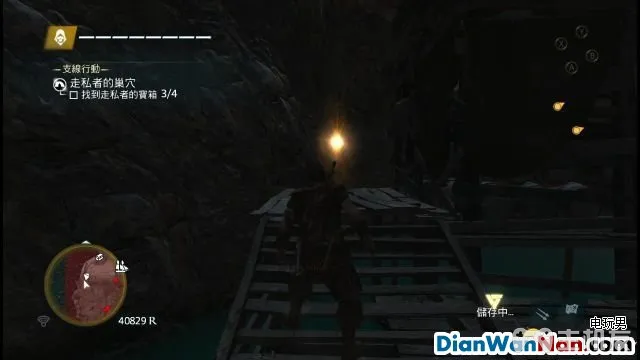 支線行動
走私者的巢穴
找到走私者的寶箱 3/4
Y
X
B
A
40829 R
儲存中...
电玩男
DianWanNan.com